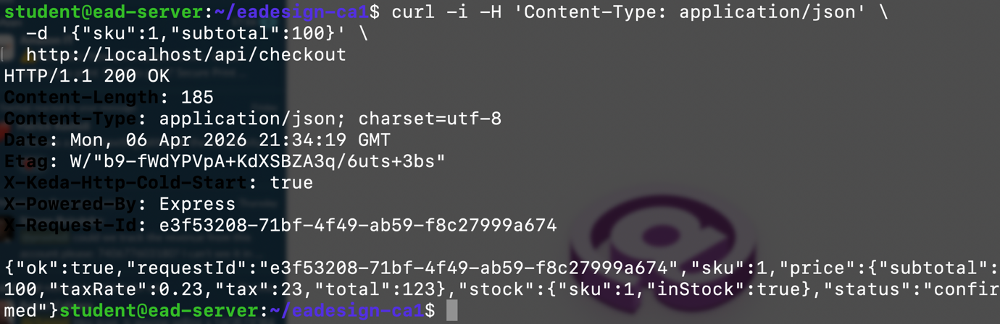 student@ead-server:~/eadesign-ca1$ curl -i -H 'Content-Type: application/json' \
-d '{"sku":1,"subtotal":100}' \
http://localhost/api/checkout
HTTP/1.1 200 OK
Content-Length: 185
Content-Type: application/json; charset=utf-8
Date: Mon, 06 Apr 2026 21:34:19 GMT
Etag: W/"b9-fWdYPVpA+KdXSBZA3q/6uts+3bs"
X-Keda-Http-Cold-Start: true
X-Powered-By: Express
X-Request-Id: e3f53208-71bf-4f49-ab59-f8c27999a674
{"ok":true,"requestId":"e3f53208-71bf-4f49-ab59-f8c27999a674","sku":1,"price":{"subtotal":
100,"taxRate":0.23,"tax":23,"total":123},"stock":{"sku":1,"inStock":true},"status":"confir
med"}student@ead-server:~/eadesign-ca1$